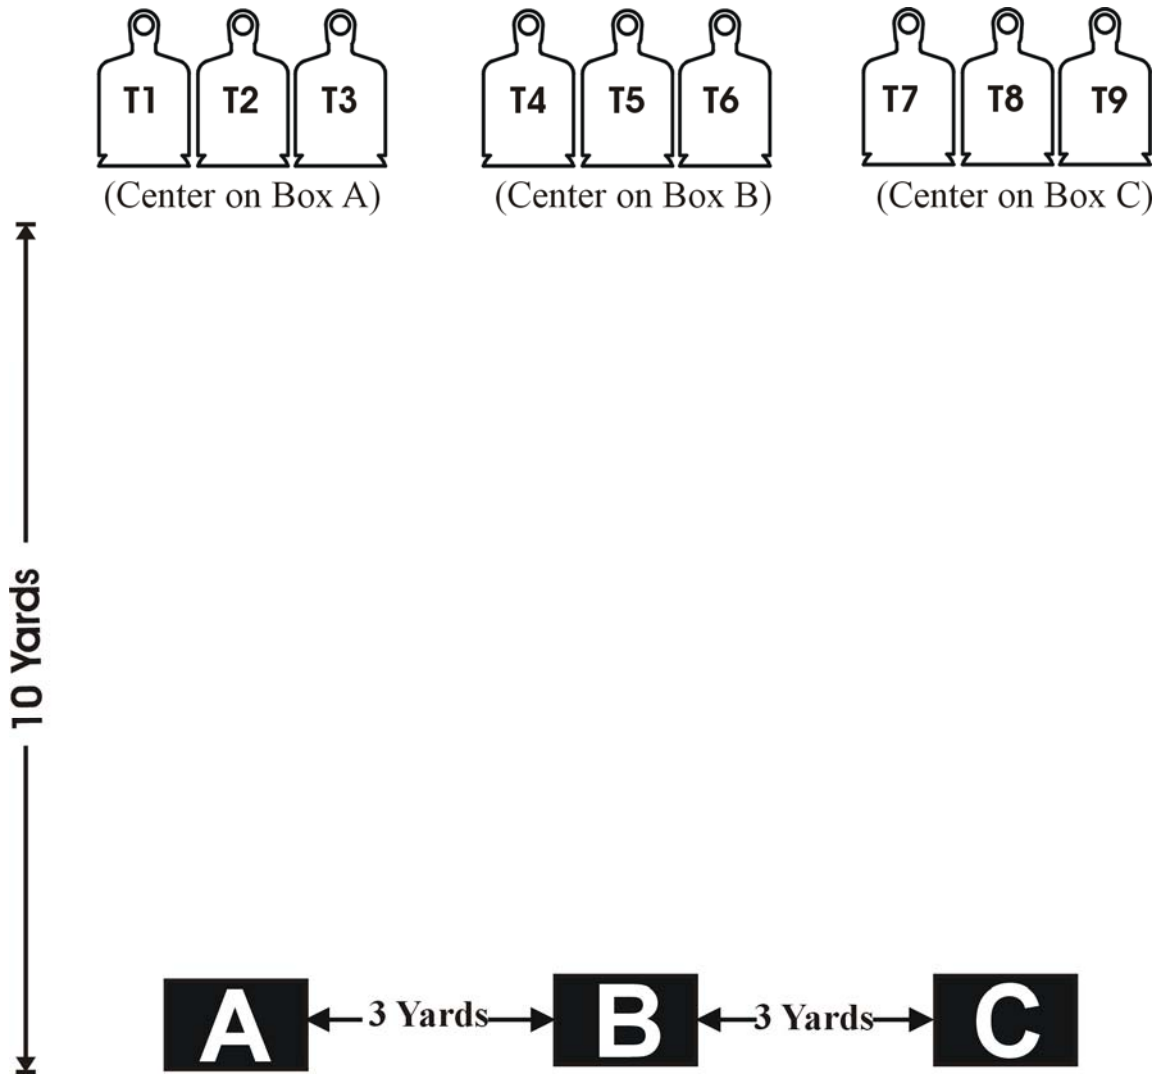 T1 T2 T3 T4 T5 T6 T7 T8 T9
(Center on Box A) (Center on Box B) (Center on Box C)
10 Yards
A 3 Yards B 3 Yards C